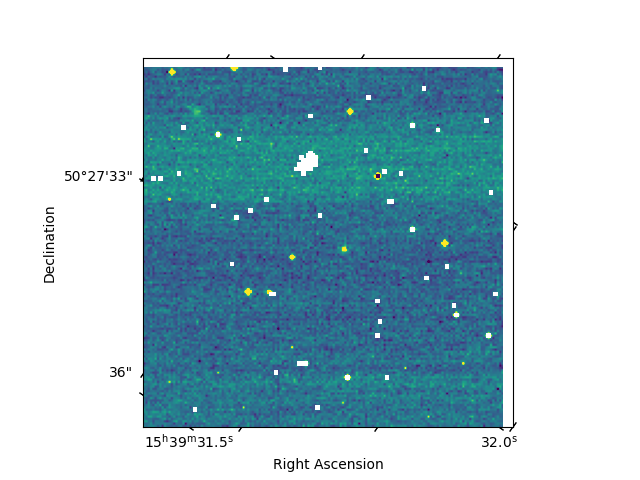 50°27'33"
Declination
36"
15ʰ39ᵐ31.5ˢ
32.0ˢ
Right Ascension